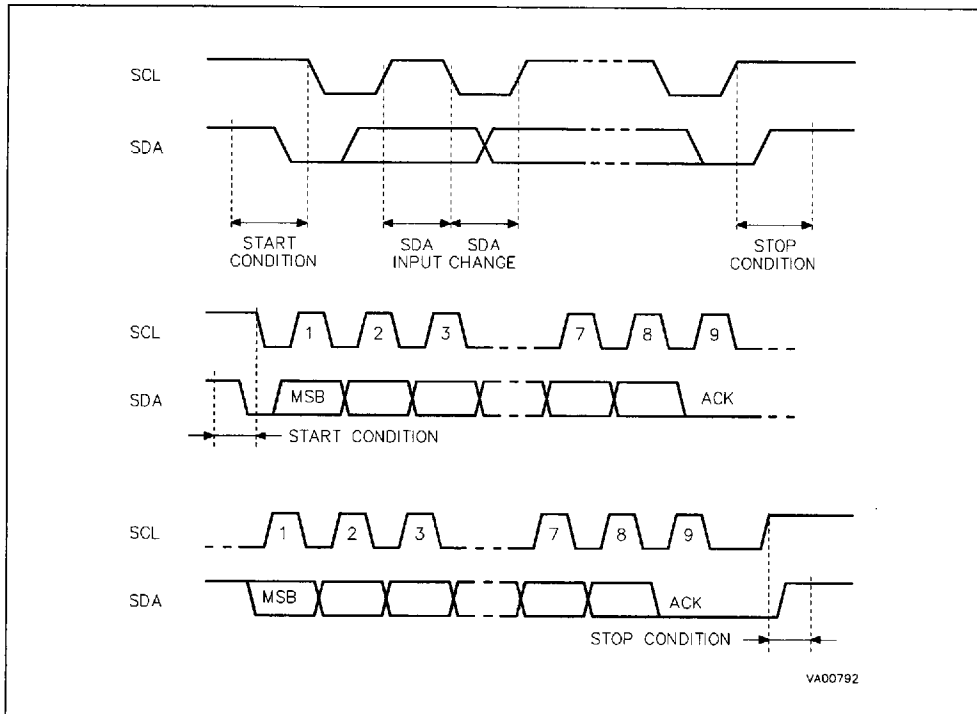 SCL
SDA
START
CONDITION
SDA
INPUT
SDA
CHANGE
STOP
CONDITION
SCL
1
2
3
7
8
9
SDA
MSB
ACK
START CONDITION
SCL
1
2
3
7
8
9
SDA
MSB
ACK
STOP CONDITION
VA00792